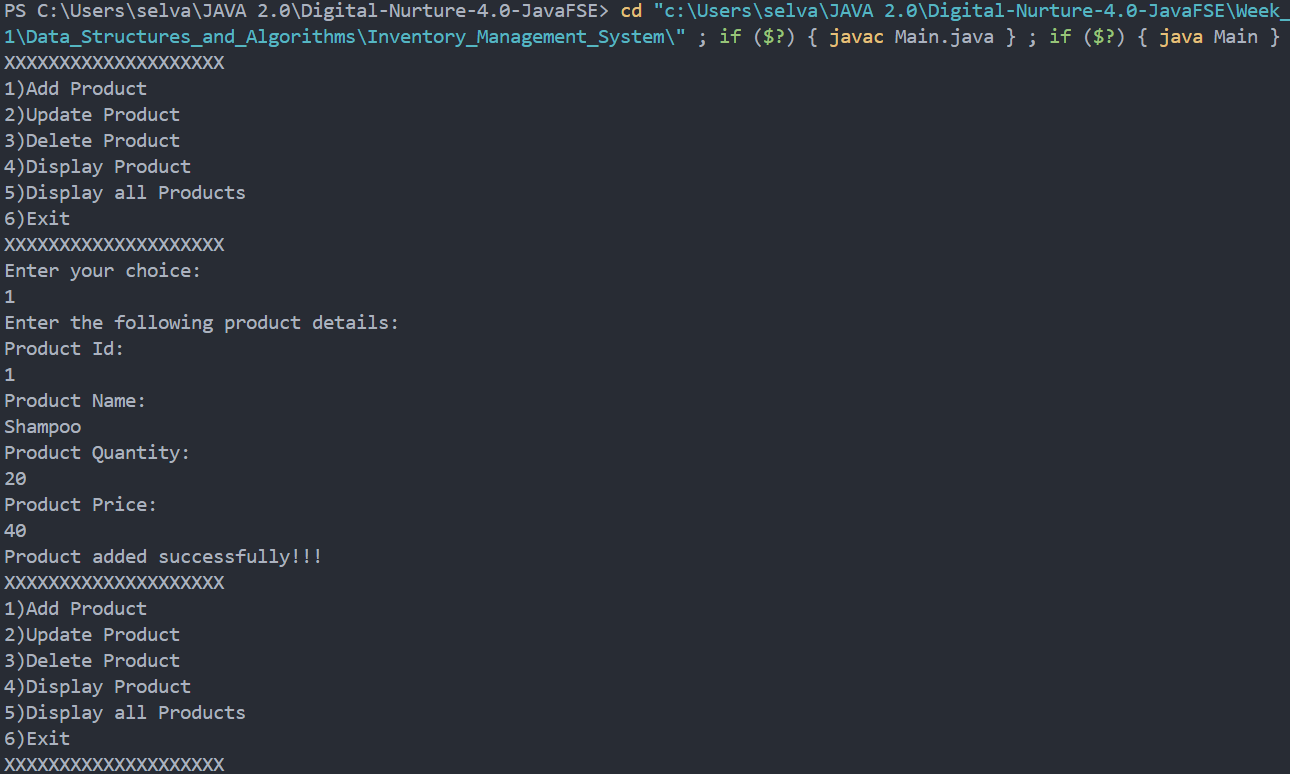 PS C:\Users\selva\JAVA 2.0\Digital-Nurture-4.0-JavaFSE> cd "c:\Users\selva\JAVA 2.0\Digital-Nurture-4.0-JavaFSE\Week_
1\Data_Structures_and_Algorithms\Inventory_Management_System\" ; if ($?) { javac Main.java } ; if ($?) { java Main }
XXXXXXXXXXXXXXXXXXXX
1)Add Product
2)Update Product
3)Delete Product
4)Display Product
5)Display all Products
6)Exit
XXXXXXXXXXXXXXXXXXXX
Enter your choice:
1
Enter the following product details:
Product Id:
1
Product Name:
Shampoo
Product Quantity:
20
Product Price:
40
Product added successfully!!!
XXXXXXXXXXXXXXXXXXXX
1)Add Product
2)Update Product
3)Delete Product
4)Display Product
5)Display all Products
6)Exit
XXXXXXXXXXXXXXXXXXXX